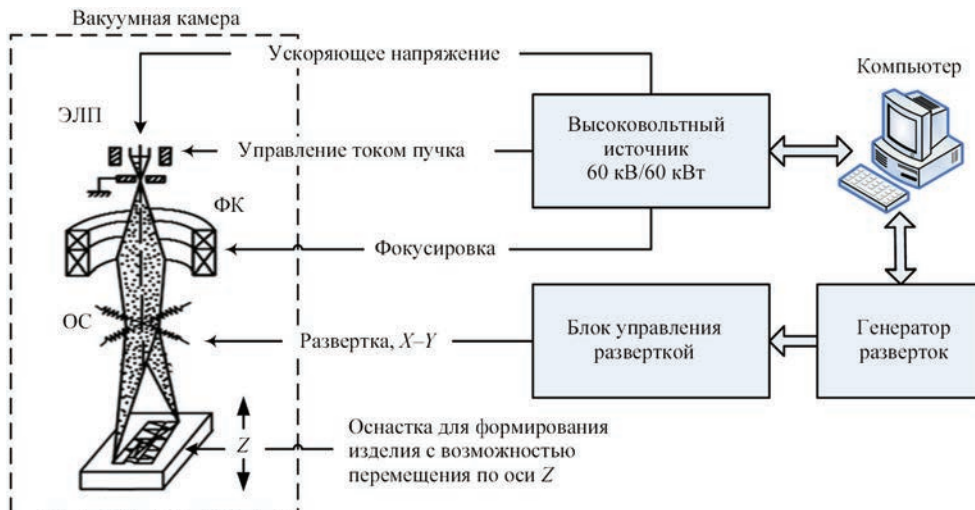 Вакуумная камера
Ускоряющее напряжение
Компьютер
ЭЛП
Управление током пучка
Высоковольтный
источник
60 кВ/60 кВт
ФК
Фокусировка
ОС
Развертка, X–Y
Блок управления
разверткой
Генератор
разверток
Z
Оснастка для формирования
изделия с возможностью
перемещения по оси Z